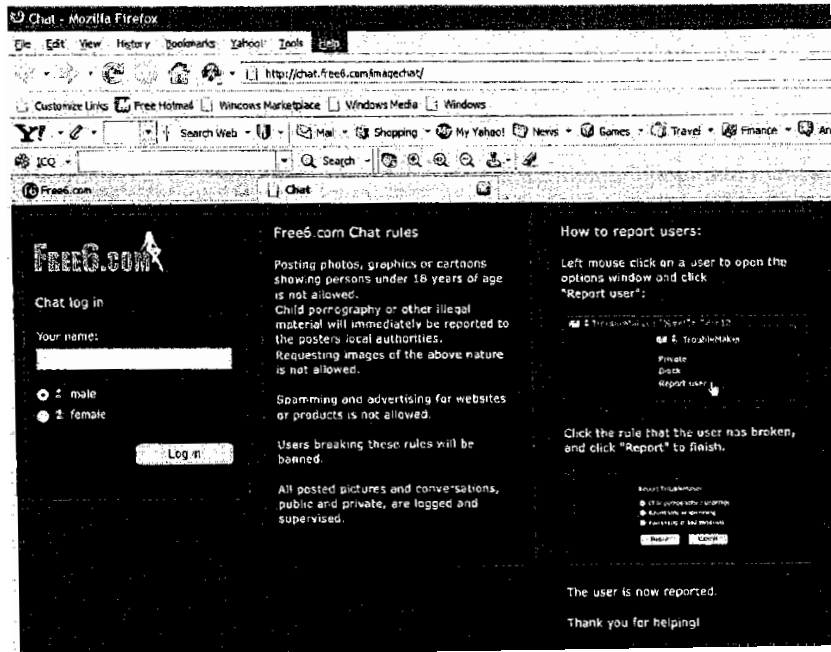 Chat - Mozilla Firefox
File Edit View History Bookmarks Yahoo! Tools Help
http://chat.free6.com/imagechat/
Customize Links Free Hotmail Windows Marketplace Windows Media Windows
Y! Search Web Mail Shopping My Yahoo! News Games Travel Finance
ICQ Search
Free6.com Chat
FREE6.COM
Chat log in
Your name:
male
female
Log in
Free6.com Chat rules
Posting photos, graphics or cartoons
showing persons under 18 years of age
is not allowed.
Child pornography or other illegal
material will immediately be reported to
the posters local authorities.
Requesting images of the above nature
is not allowed.
Spamming and advertising for websites
or products is not allowed.
Users breaking these rules will be
banned.
All posted pictures and conversations,
public and private, are logged and
supervised.
How to report users:
Left mouse click on a user to open the
options window and click
"Report user":
TroubleMaker
Private
Block
Report user
Click the rule that the user has broken,
and click "Report" to finish.
Report TroubleMaker
Report Cancel
The user is now reported.
Thank you for helping!